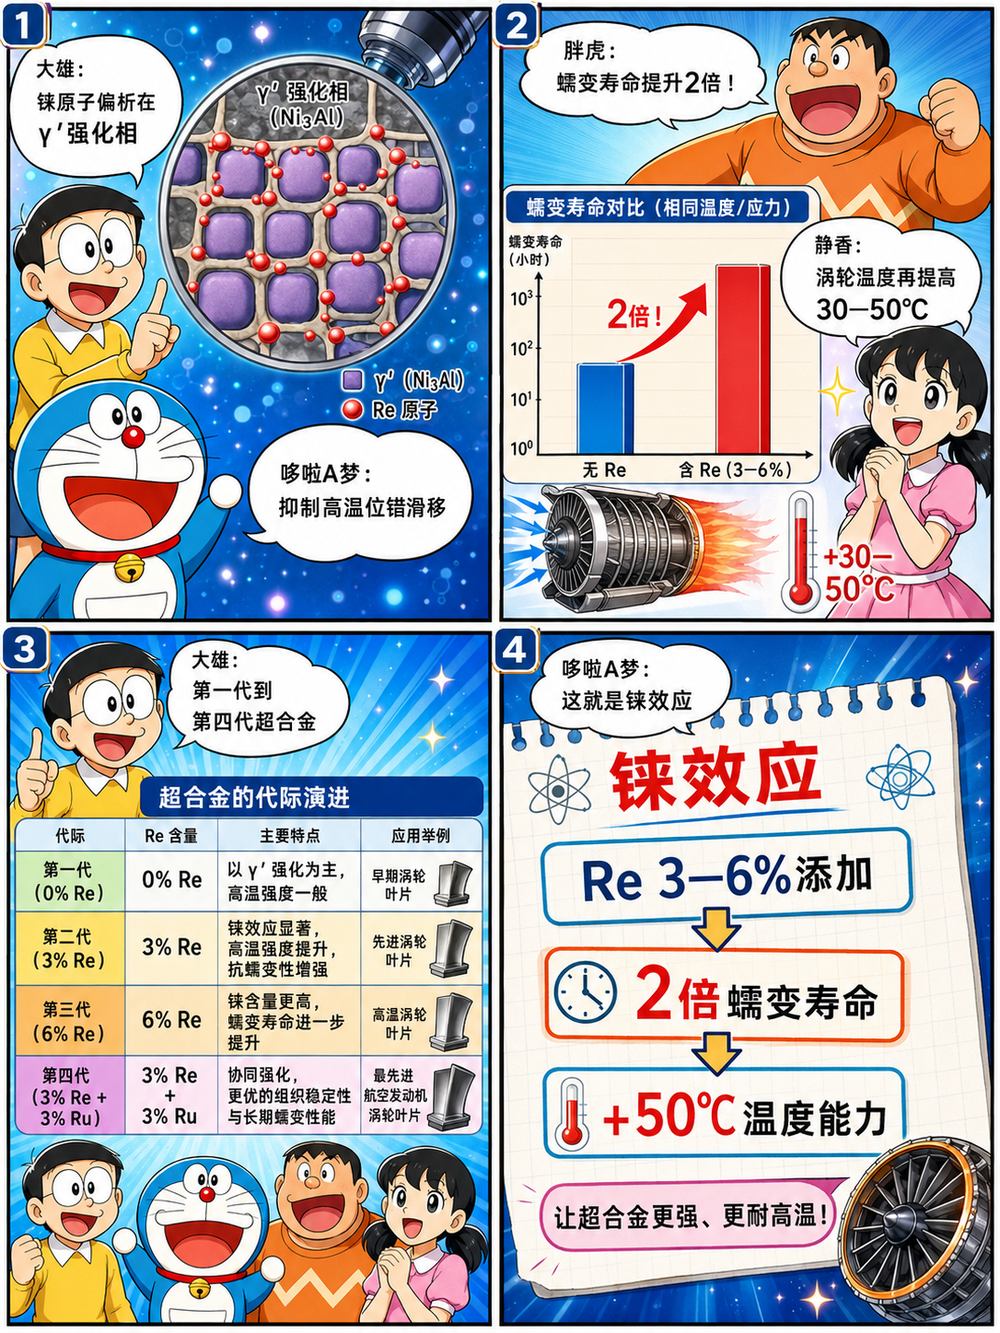 1
大雄：
铼原子偏析在
γ′强化相
γ′ 强化相
(Ni₃Al)
γ′ (Ni₃Al)
Re 原子
哆啦A梦：
抑制高温位错滑移
2
胖虎：
蠕变寿命提升2倍！
蠕变寿命对比（相同温度/应力）
蠕变寿命
(小时)
10³
10²
10¹
10⁰
2倍！
无 Re
含 Re (3—6%)
静香：
涡轮温度再提高
30—50℃
+30—
50℃
3
大雄：
第一代到
第四代超合金
超合金的代际演进
代际 Re 含量 主要特点 应用举例
第一代
(0% Re)
0% Re
以 γ′ 强化为主，
高温强度一般
早期涡轮
叶片
第二代
(3% Re)
3% Re
铼效应显著，
高温强度提升，
抗蠕变性增强
先进涡轮
叶片
第三代
(6% Re)
6% Re
铼含量更高，
蠕变寿命进一步
提升
高温涡轮
叶片
第四代
(3% Re +
3% Ru)
3% Re
+
3% Ru
协同强化，
更优的组织稳定性
与长期蠕变性能
最先进
航空发动机
涡轮叶片
4
哆啦A梦：
这就是铼效应
铼效应
Re 3—6%添加
2倍蠕变寿命
+50℃温度能力
让超合金更强、更耐高温！